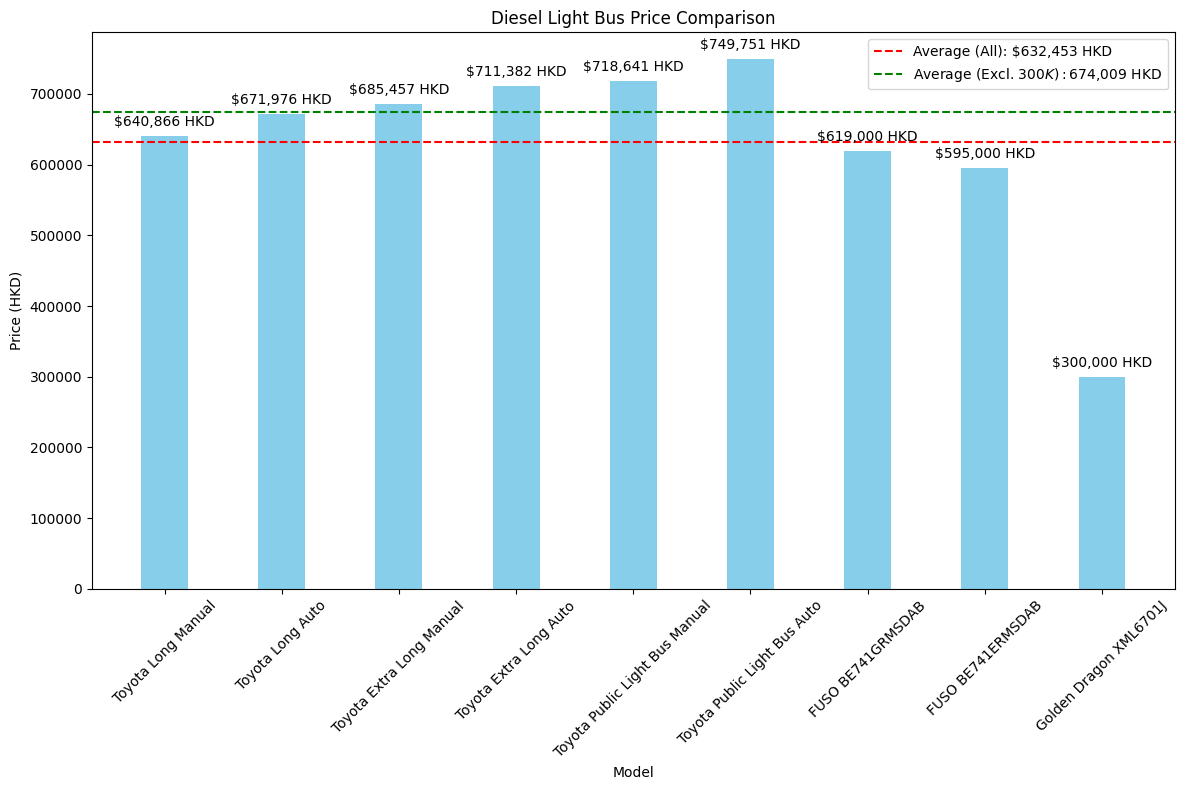 Diesel Light Bus Price Comparison
Average (All): $632,453 HKD
Average (Excl. 300K) : 674,009 HKD
$640,866 HKD
$671,976 HKD
$685,457 HKD
$711,382 HKD
$718,641 HKD
$749,751 HKD
$619,000 HKD
$595,000 HKD
$300,000 HKD
Price (HKD)
700000
600000
500000
400000
300000
200000
100000
0
Toyota Long Manual
Toyota Long Auto
Toyota Extra Long Manual
Toyota Extra Long Auto
Toyota Public Light Bus Manual
Toyota Public Light Bus Auto
FUSO BE741GRMSDAB
FUSO BE741ERMSDAB
Golden Dragon XML6701J
Model